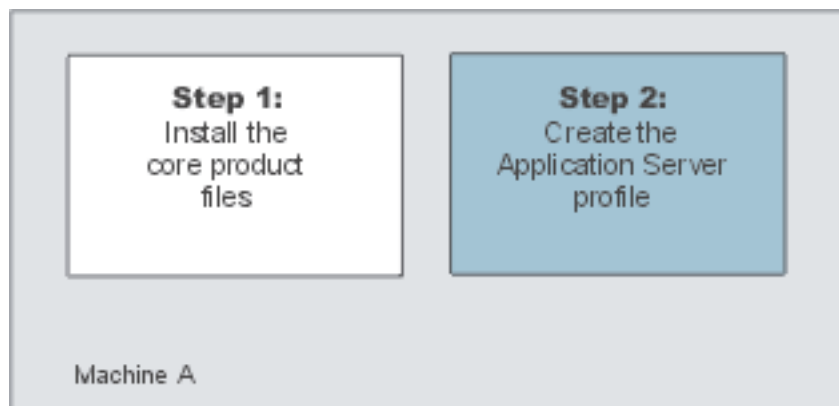 Step 1:
Install the
core product
files
Step 2:
Create the
Application Server
profile
Machine A